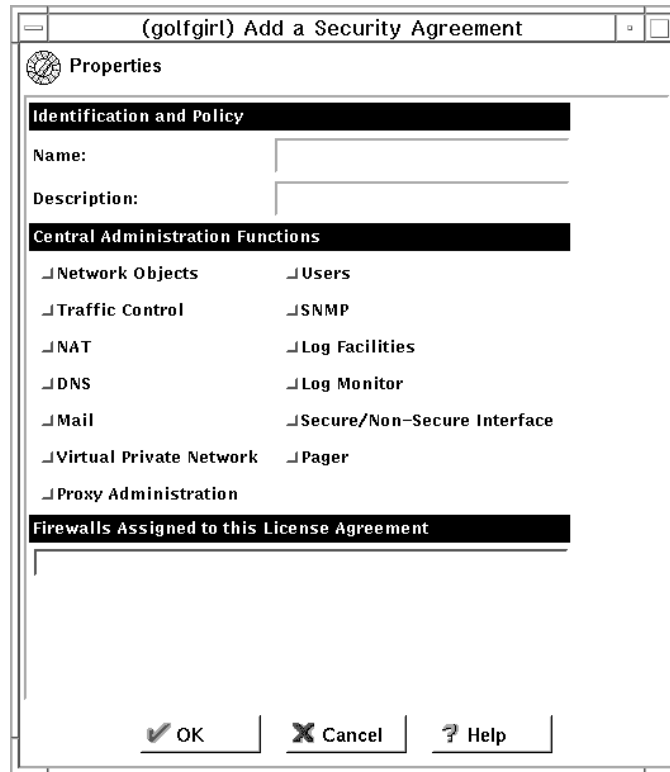 (golfgirl) Add a Security Agreement
Properties
Identification and Policy
Name:
Description:
Central Administration Functions
Network Objects Users
Traffic Control SNMP
NAT Log Facilities
DNS Log Monitor
Mail Secure/Non-Secure Interface
Virtual Private Network Pager
Proxy Administration
Firewalls Assigned to this License Agreement
OK Cancel Help